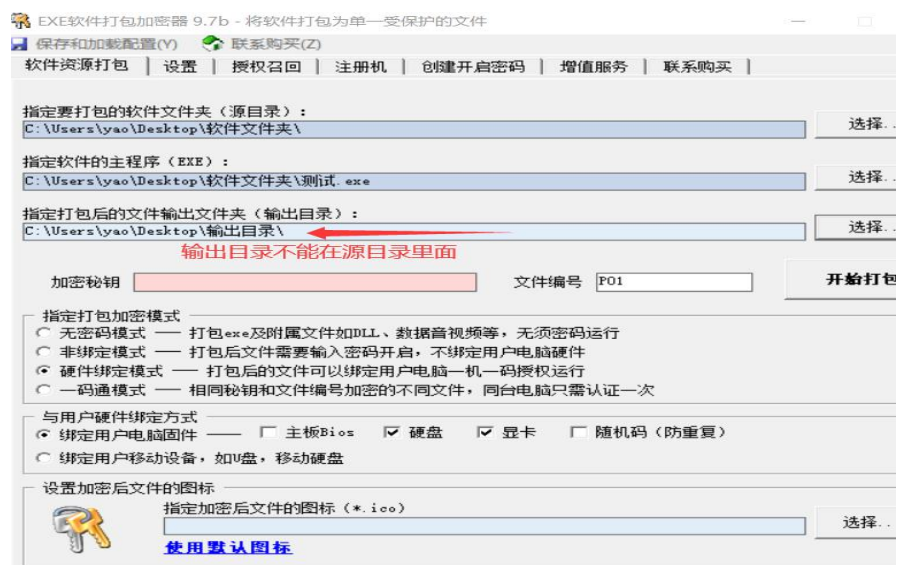 EXE软件打包加密器 9.7b - 将软件打包为单一受保护的文件
保存和加载配置(Y) 联系购买(Z)
软件资源打包 设置 授权召回 注册机 创建开启密码 增值服务 联系购买
指定要打包的软件文件夹（源目录）：
C:\Users\yao\Desktop\软件文件夹\ 选择..
指定软件的主程序（EXE）：
C:\Users\yao\Desktop\软件文件夹\测试.exe 选择..
指定打包后的文件输出文件夹（输出目录）：
C:\Users\yao\Desktop\输出目录\ 选择..
输出目录不能在源目录里面
加密秘钥 文件编号 P01 开始打包
指定打包加密模式
无密码模式 —— 打包exe及附属文件如DLL、数据音视频等，无须密码运行
非绑定模式 —— 打包后文件需要输入密码开启，不绑定用户电脑硬件
硬件绑定模式 —— 打包后的文件可以绑定用户电脑一机一码授权运行
一码通模式 —— 相同秘钥和文件编号加密的不同文件，同台电脑只需认证一次
与用户硬件绑定方式
绑定用户电脑固件 —— 主板Bios 硬盘 显卡 随机码（防重复）
绑定用户移动设备，如U盘，移动硬盘
设置加密后文件的图标
指定加密后文件的图标（*.ico）
选择..
使用默认图标